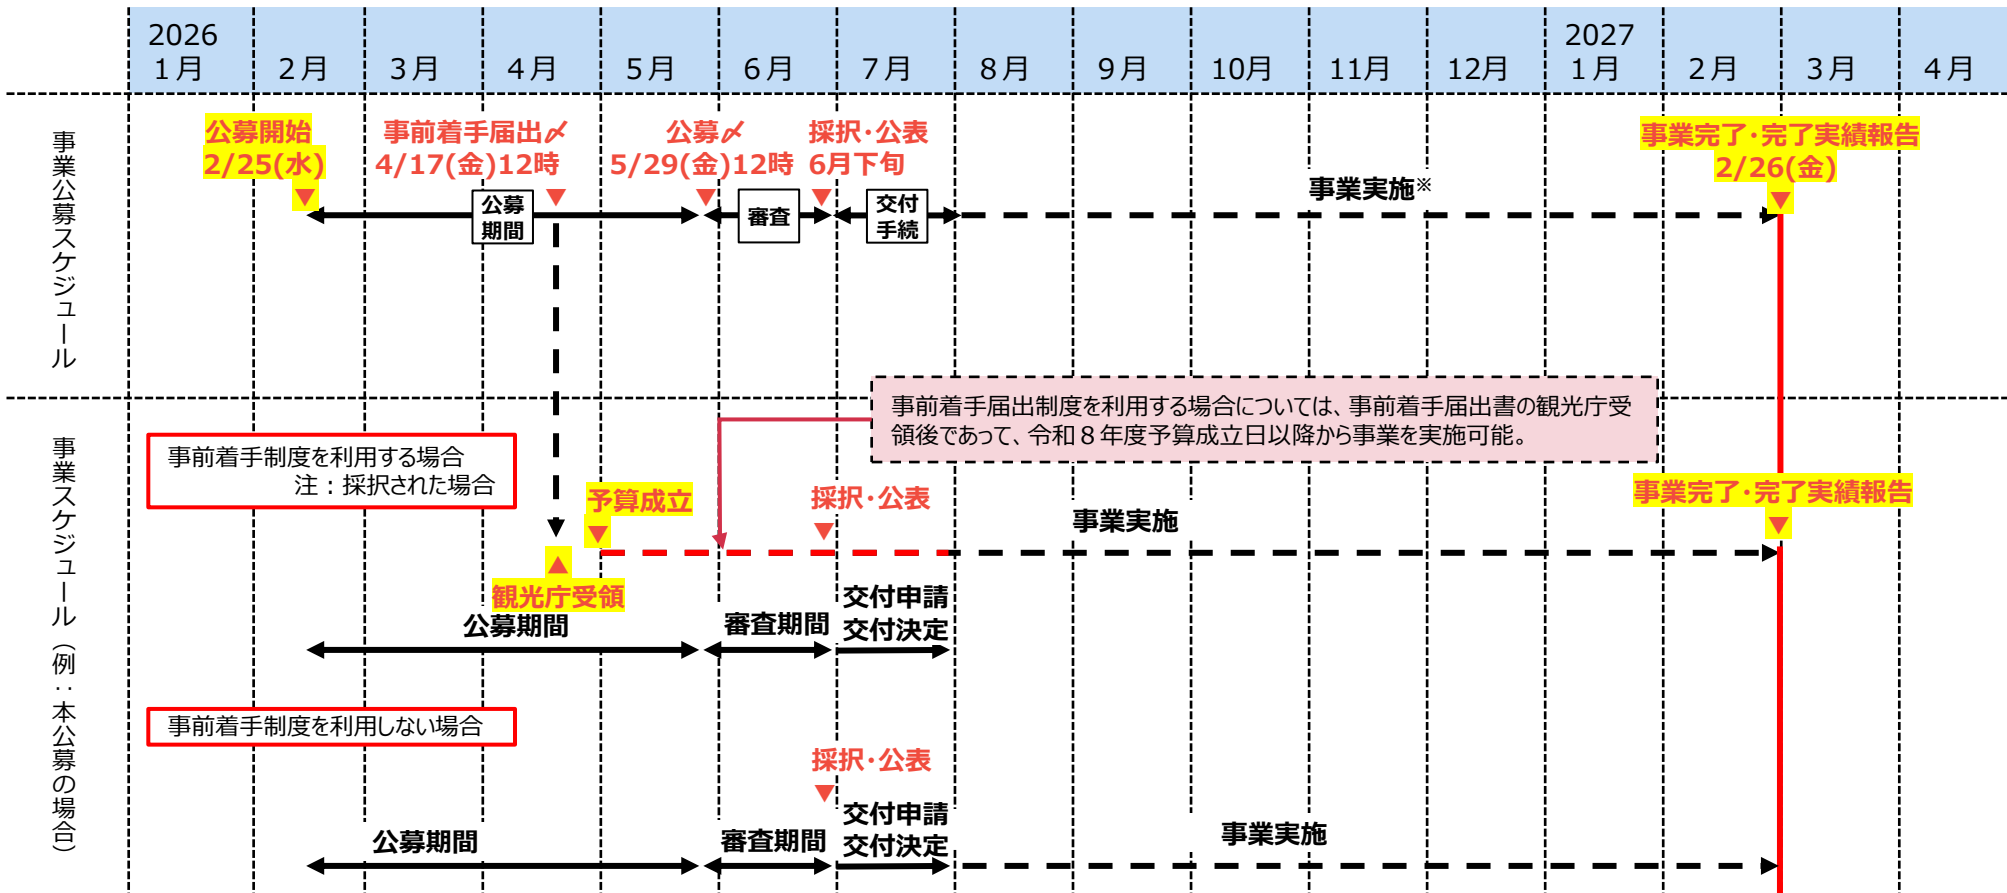 2026
1月
2月
3月
4月
5月
6月
7月
8月
9月
10月
11月
12月
2027
1月
2月
3月
4月
事業公募スケジュール
公募開始
2/25(水)
事前着手届出〆
4/17(金)12時
公募〆
5/29(金)12時
採択・公表
6月下旬
事業完了・完了実績報告
2/26(金)
公募
期間
審査
交付
手続
事業実施※
事業スケジュール（例：本公募の場合）
事前着手届出制度を利用する場合については、事前着手届出書の観光庁受
領後であって、令和８年度予算成立日以降から事業を実施可能。
事前着手制度を利用する場合
注：採択された場合
予算成立
採択・公表
事業実施
事業完了・完了実績報告
観光庁受領
公募期間
審査期間
交付申請
交付決定
事前着手制度を利用しない場合
採択・公表
公募期間
審査期間
交付申請
交付決定
事業実施